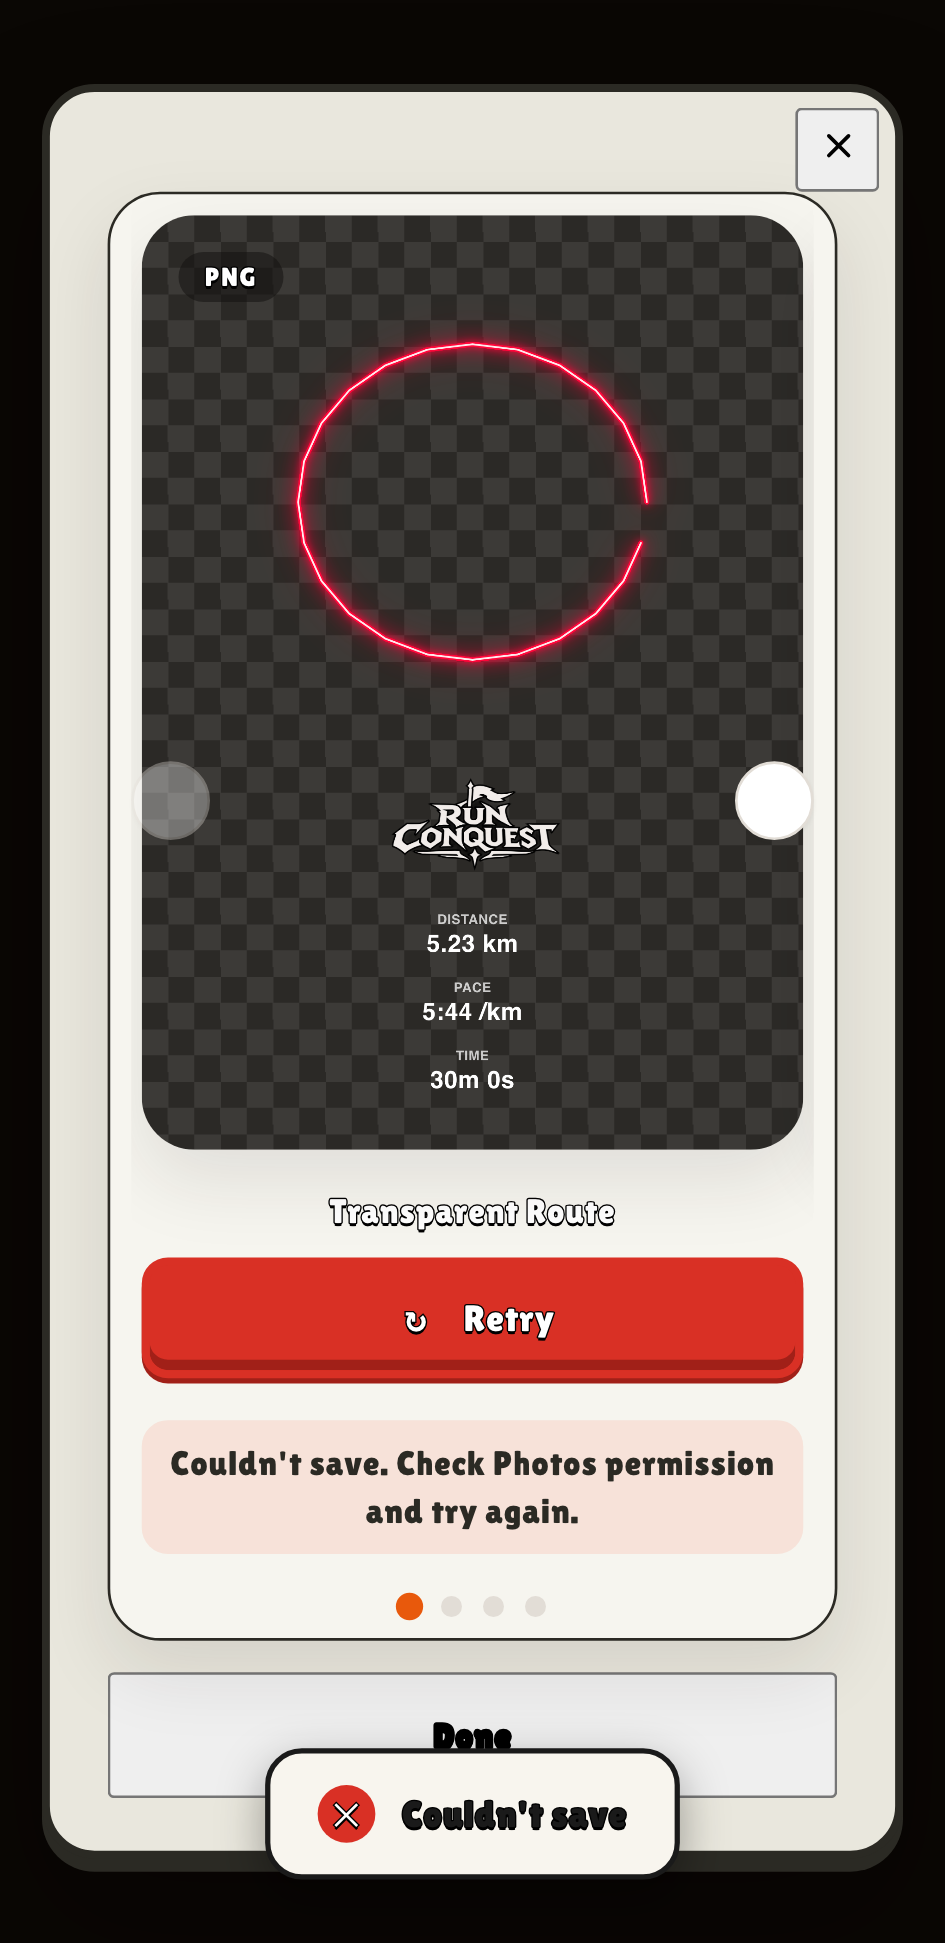 PNG
RUN
CONQUEST
DISTANCE
5.23 km
PACE
5:44 /km
TIME
30m 0s
Transparent Route
↻ Retry
Couldn't save. Check Photos permission
and try again.
Done
Couldn't save